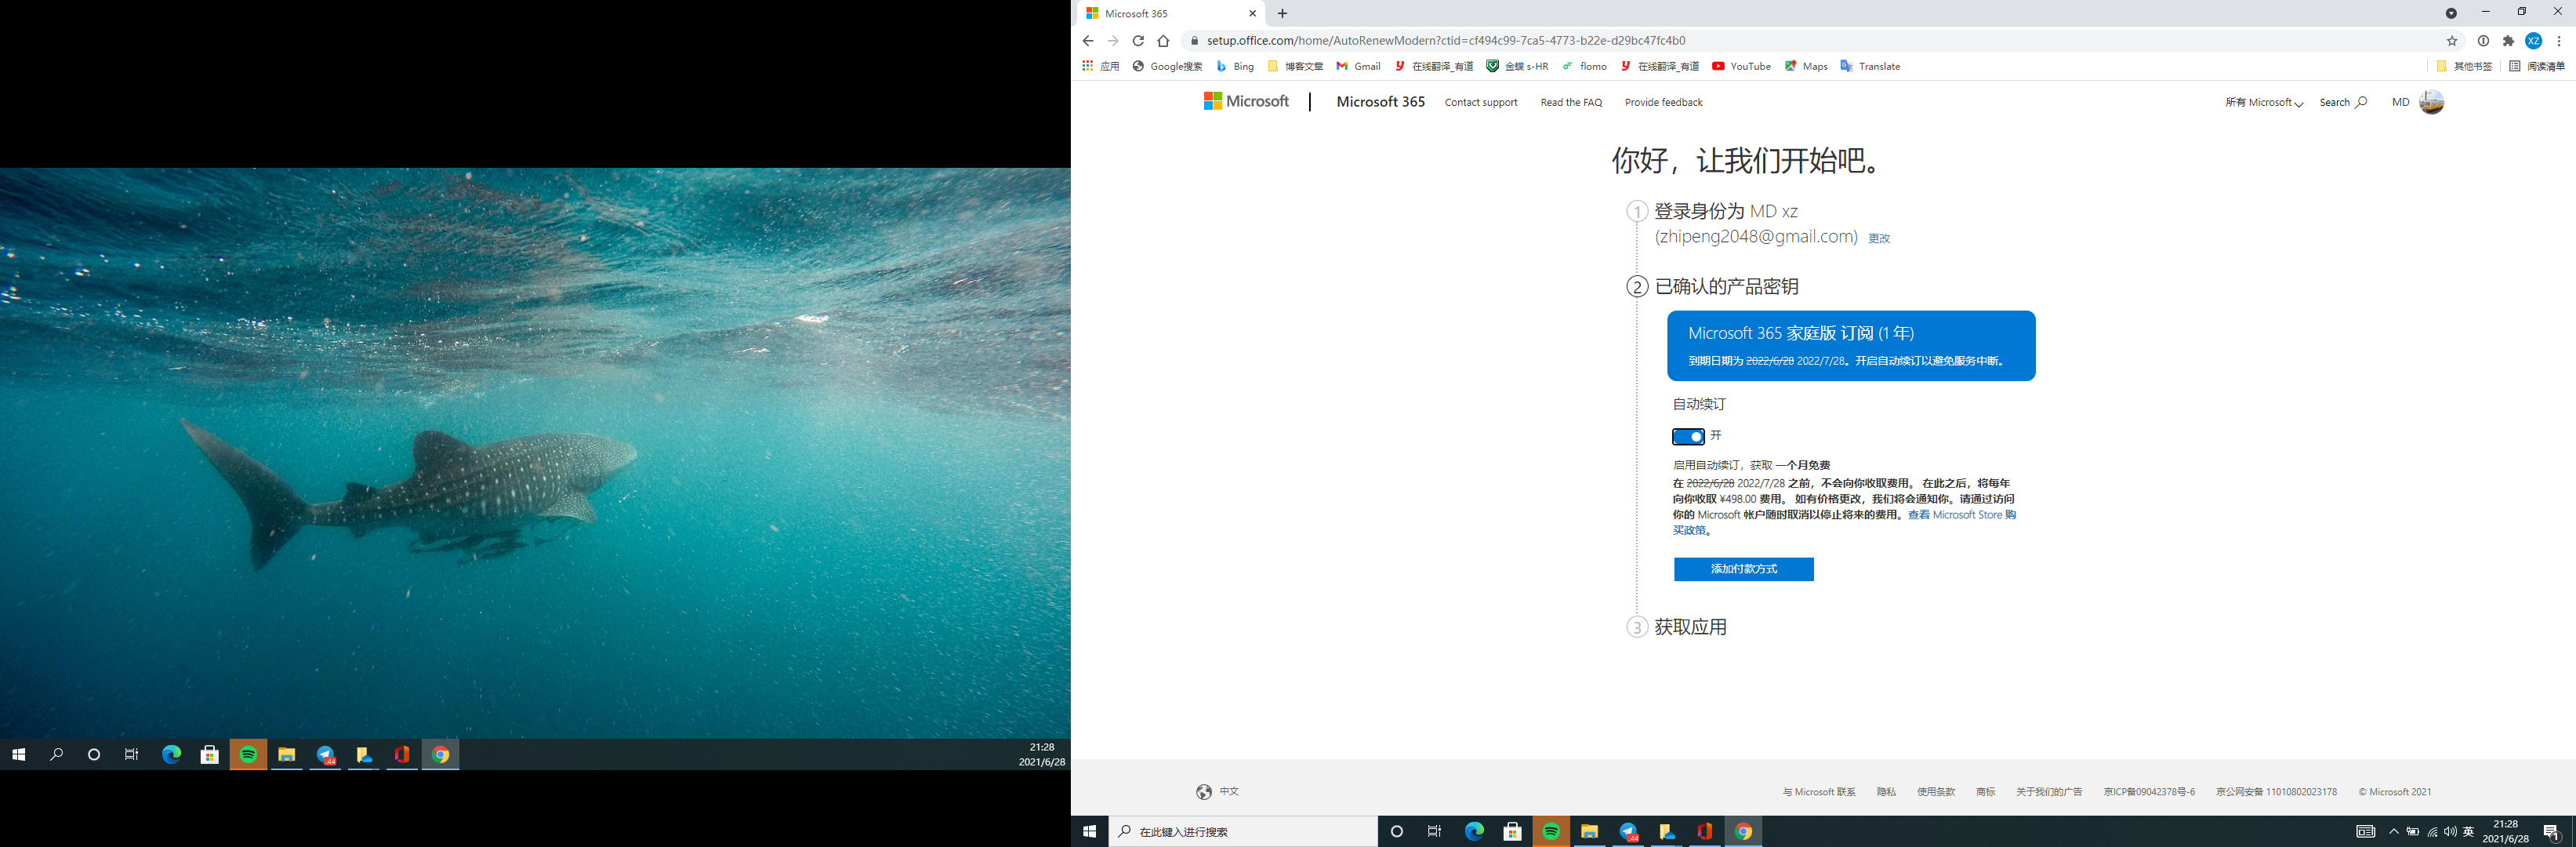 44
21:28
2021/6/28
Microsoft 365
setup.office.com/home/AutoRenewModern?ctid=cf494c99-7ca5-4773-b22e-d29bc47fc4b0
XZ
应用 Google搜索 Bing 博客文章 Gmail 在线翻译_有道 金蝶 s-HR flomo 在线翻译_有道 YouTube Maps Translate 其他书签 阅读清单
Microsoft Microsoft 365 Contact support Read the FAQ Provide feedback 所有 Microsoft Search MD
你好，让我们开始吧。
1 登录身份为 MD xz
(zhipeng2048@gmail.com) 更改
2 已确认的产品密钥
Microsoft 365 家庭版 订阅 (1 年)
到期日期为 2022/6/28 2022/7/28。开启自动续订以避免服务中断。
自动续订
开
启用自动续订，获取 一个月免费
在 2022/6/28 2022/7/28 之前，不会向你收取费用。 在此之后，将每年
向你收取 ¥498.00 费用。 如有价格更改，我们将会通知你。请通过访问
你的 Microsoft 帐户随时取消以停止将来的费用。查看 Microsoft Store 购
买政策。
添加付款方式
3 获取应用
中文 与 Microsoft 联系 隐私 使用条款 商标 关于我们的广告 京ICP备09042378号-6 京公网安备 11010802023178 © Microsoft 2021
在此键入进行搜索 44 英 21:28
2021/6/28
1